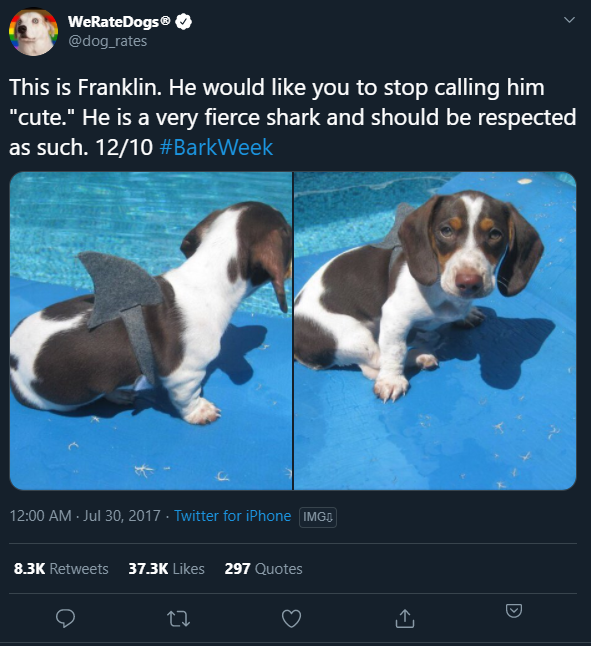 WeRateDogs®
@dog_rates
This is Franklin. He would like you to stop calling him
"cute." He is a very fierce shark and should be respected
as such. 12/10 #BarkWeek
12:00 AM · Jul 30, 2017 · Twitter for iPhone IMG⇩
8.3K Retweets 37.3K Likes 297 Quotes